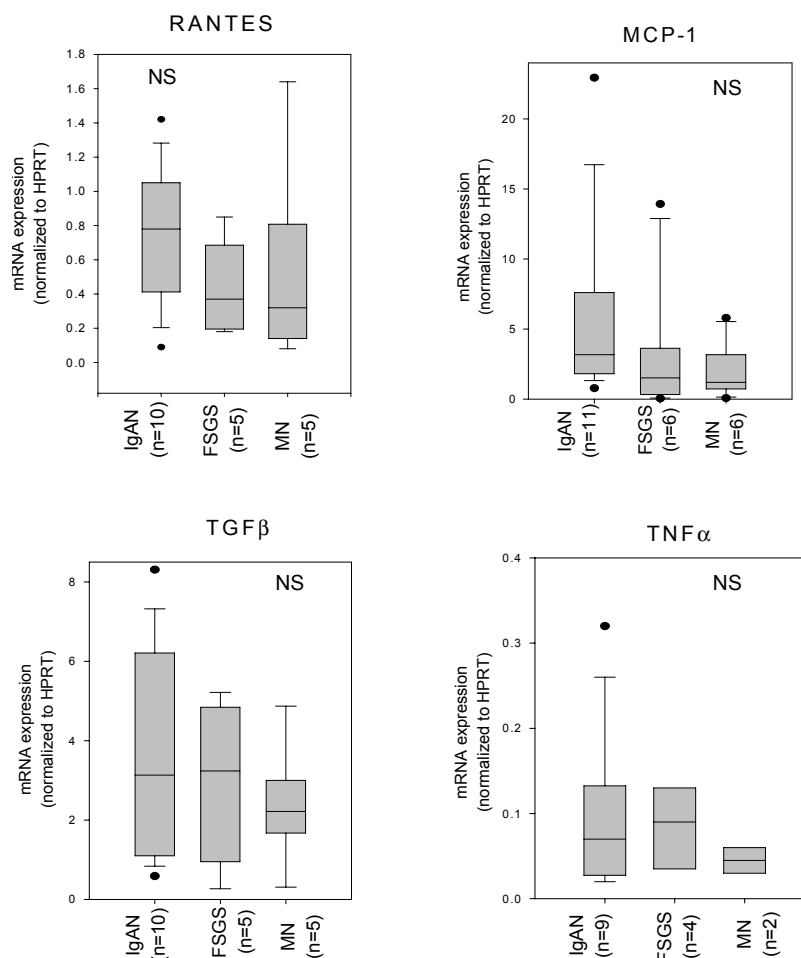 RANTES
mRNA expression
(normalized to HPRT)
1.8
1.6
1.4
1.2
1.0
0.8
0.6
0.4
0.2
0.0
NS
IgAN
(n=10)
FSGS
(n=5)
MN
(n=5)
MCP-1
mRNA expression
(normalized to HPRT)
20
15
10
5
0
NS
IgAN
(n=11)
FSGS
(n=6)
MN
(n=6)
TGFβ
mRNA expression
(normalized to HPRT)
8
6
4
2
0
NS
IgAN
(n=10)
FSGS
(n=5)
MN
(n=5)
TNFα
mRNA expression
(normalized to HPRT)
0.4
0.3
0.2
0.1
0.0
NS
IgAN
(n=9)
FSGS
(n=4)
MN
(n=2)